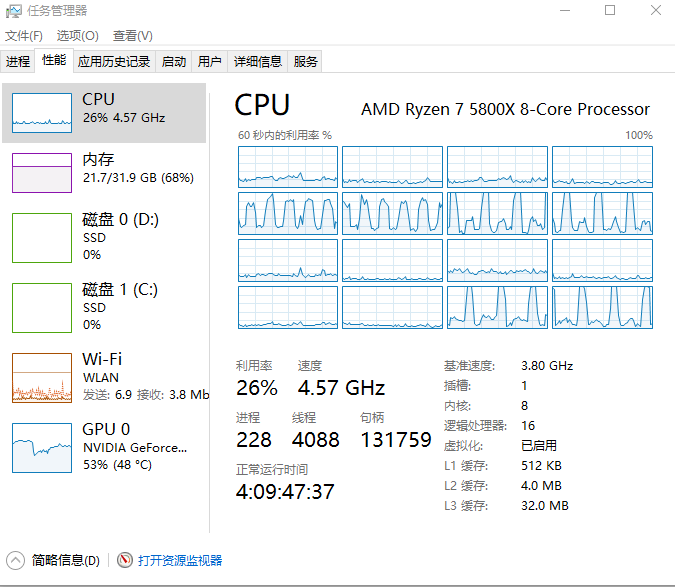 任务管理器
文件(F) 选项(O) 查看(V)
进程 性能 应用历史记录 启动 用户 详细信息 服务
CPU
26% 4.57 GHz
内存
21.7/31.9 GB (68%)
磁盘 0 (D:)
SSD
0%
磁盘 1 (C:)
SSD
0%
Wi-Fi
WLAN
发送: 6.9 接收: 3.8 Mb
GPU 0
NVIDIA GeForce...
53% (48 °C)
CPU AMD Ryzen 7 5800X 8-Core Processor
60 秒内的利用率 % 100%
利用率 速度
26% 4.57 GHz
进程 线程 句柄
228 4088 131759
正常运行时间
4:09:47:37
基准速度: 3.80 GHz
插槽: 1
内核: 8
逻辑处理器: 16
虚拟化: 已启用
L1 缓存: 512 KB
L2 缓存: 4.0 MB
L3 缓存: 32.0 MB
简略信息(D) 打开资源监视器